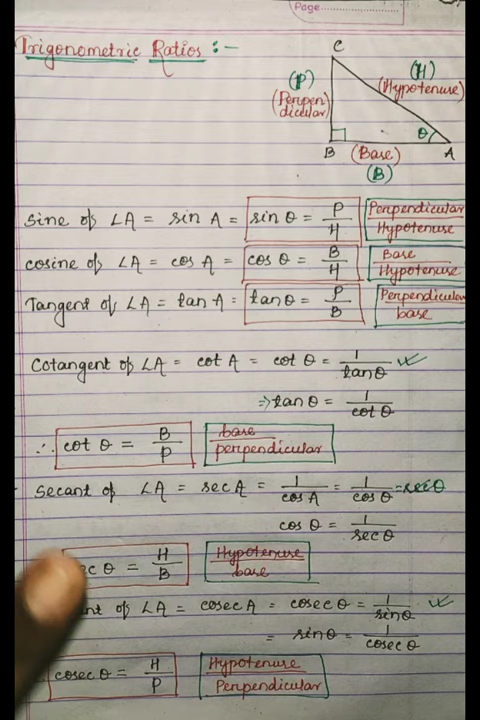 Page
Trigonometric Ratios :-
C
(P)
(H)
(Perpendicular)
(Hypotenuse)
θ
B (Base) A
(B)
Sine of ∠A = sin A = sin θ = P/H Perpendicular/Hypotenuse
cosine of ∠A = cos A = cos θ = B/H Base/Hypotenuse
Tangent of ∠A = tan A = tan θ = P/B Perpendicular/base
Cotangent of ∠A = cot A = cot θ = 1/tanθ
⇒ tan θ = 1/cot θ
∴ cot θ = B/P base/perpendicular
Secant of ∠A = sec A = 1/cos A = 1/cos θ = sec θ
cos θ = 1/sec θ
sec θ = H/B Hypotenuse/base
of ∠A = cosec A = cosec θ = 1/sinθ
= sinθ = 1/cosec θ
cosec θ = H/P Hypotenuse/Perpendicular